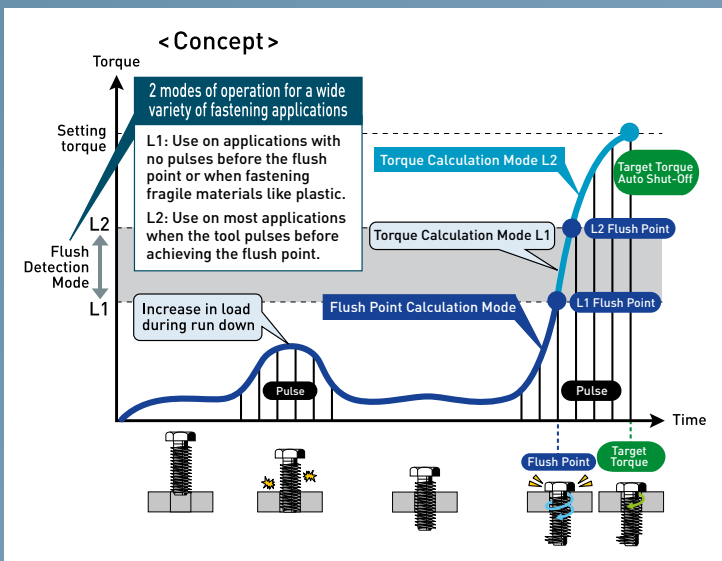 <Concept>
Torque
2 modes of operation for a wide
variety of fastening applications
L1: Use on applications with
no pulses before the flush
point or when fastening
fragile materials like plastic.
L2: Use on most applications
when the tool pulses before
achieving the flush point.
Setting
torque
Torque Calculation Mode L2
Target Torque
Auto Shut-Off
L2
Torque Calculation Mode L1
L2 Flush Point
Flush
Detection
Mode
L1
Increase in load
during run down
Flush Point Calculation Mode
L1 Flush Point
Pulse
Pulse
Time
Flush Point
Target
Torque